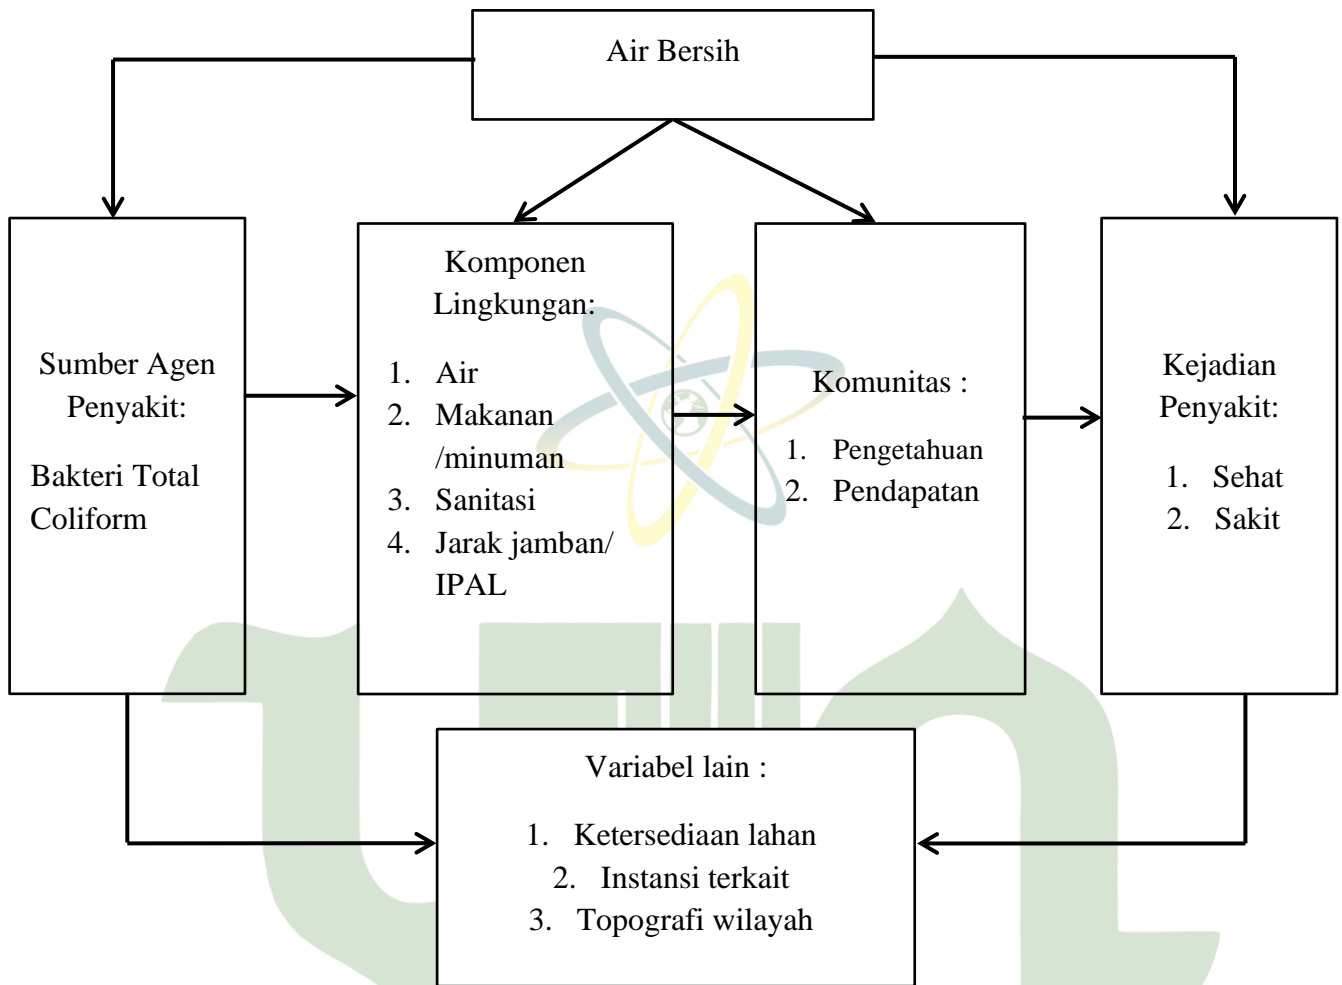 Air Bersih
Sumber Agen
Penyakit:
Bakteri Total
Coliform
Komponen
Lingkungan:
1. Air
2. Makanan
/minuman
3. Sanitasi
4. Jarak jamban/
IPAL
Komunitas :
1. Pengetahuan
2. Pendapatan
Kejadian
Penyakit:
1. Sehat
2. Sakit
Variabel lain :
1. Ketersediaan lahan
2. Instansi terkait
3. Topografi wilayah